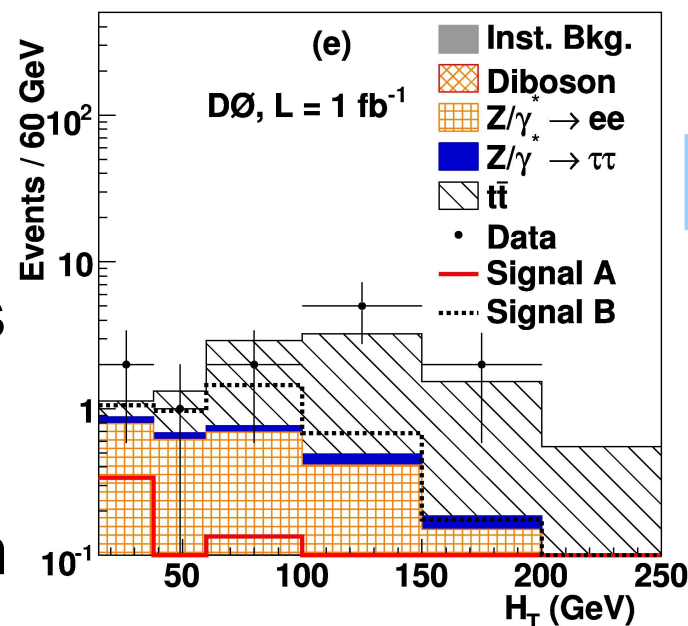 (e)
DØ, L = 1 fb⁻¹
Inst. Bkg.
Diboson
Z/γ* → ee
Z/γ* → ττ
tt̄
Data
Signal A
Signal B
Events / 60 GeV
10²
10
1
10⁻¹
50 100 150 200 250
H_T (GeV)
s